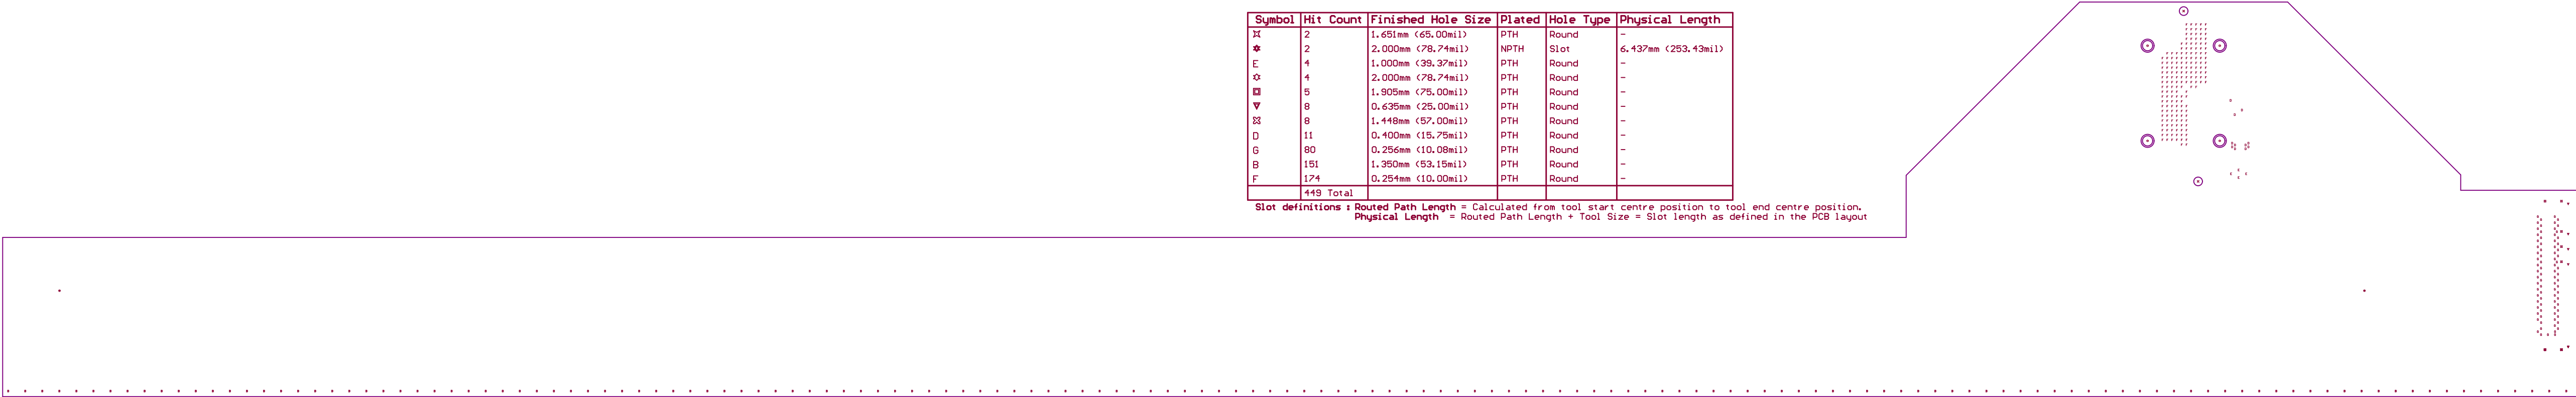 Symbol Hit Count Finished Hole Size Plated Hole Type Physical Length
2 1.651mm (65.00mil) PTH Round -
2 2.000mm (78.74mil) NPTH Slot 6.437mm (253.43mil)
E 4 1.000mm (39.37mil) PTH Round -
4 2.000mm (78.74mil) PTH Round -
5 1.905mm (75.00mil) PTH Round -
8 0.635mm (25.00mil) PTH Round -
8 1.448mm (57.00mil) PTH Round -
D 11 0.400mm (15.75mil) PTH Round -
G 80 0.256mm (10.08mil) PTH Round -
B 151 1.350mm (53.15mil) PTH Round -
F 174 0.254mm (10.00mil) PTH Round -
449 Total
Slot definitions : Routed Path Length = Calculated from tool start centre position to tool end centre position.
Physical Length = Routed Path Length + Tool Size = Slot length as defined in the PCB layout